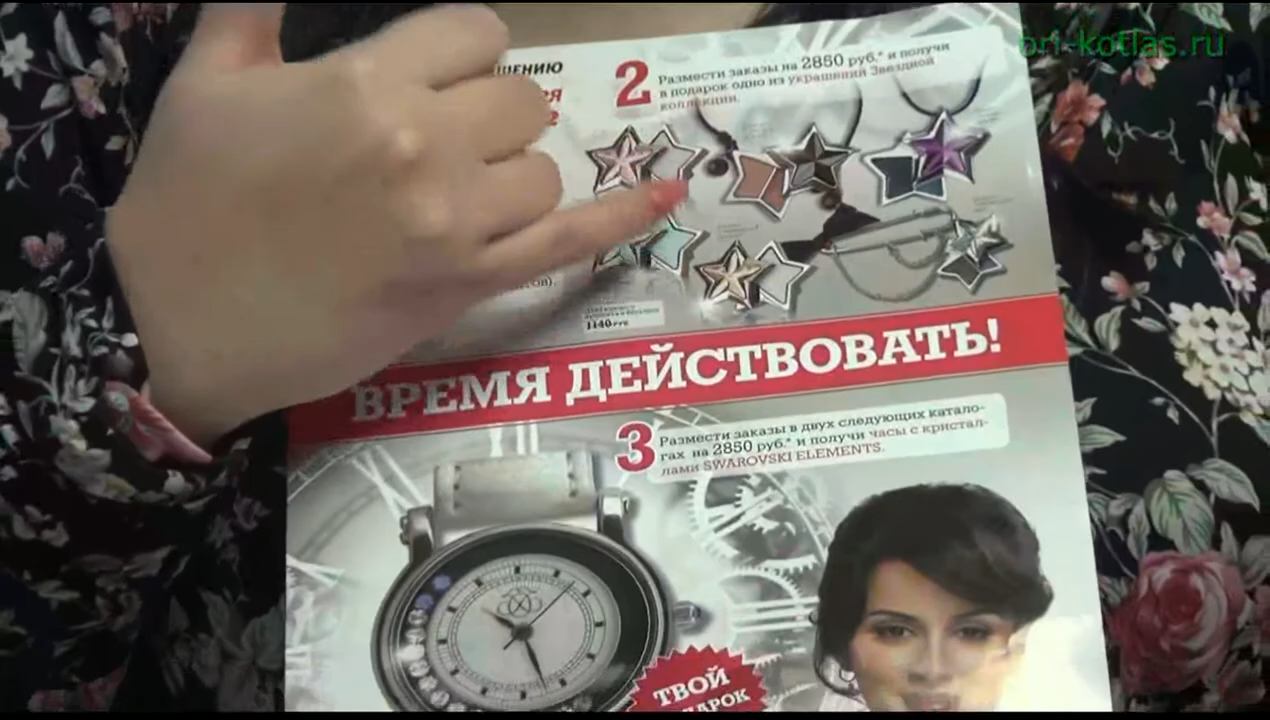 ori-kotlas.ru
ШЕНИЮ
2 Размести заказы на 2850 руб.* и получи
в подарок одно из украшений Звездной
коллекции.
1140 руб
ВРЕМЯ ДЕЙСТВОВАТЬ!
3 Размести заказы в двух следующих катало-
гах на 2850 руб.* и получи часы с кристал-
лами SWAROVSKI ELEMENTS.
ТВОЙ